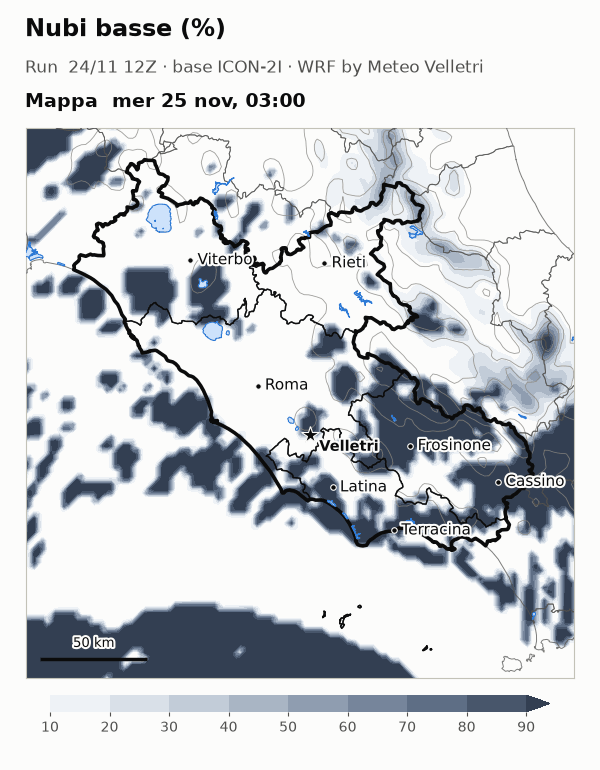 Nubi basse (%)
Run  24/11 12Z · base ICON-2I · WRF by Meteo Velletri
Mappa  mer 25 nov, 03:00
Viterbo
Rieti
Roma
Velletri
Frosinone
Cassino
Latina
Terracina
50 km
10 20 30 40 50 60 70 80 90